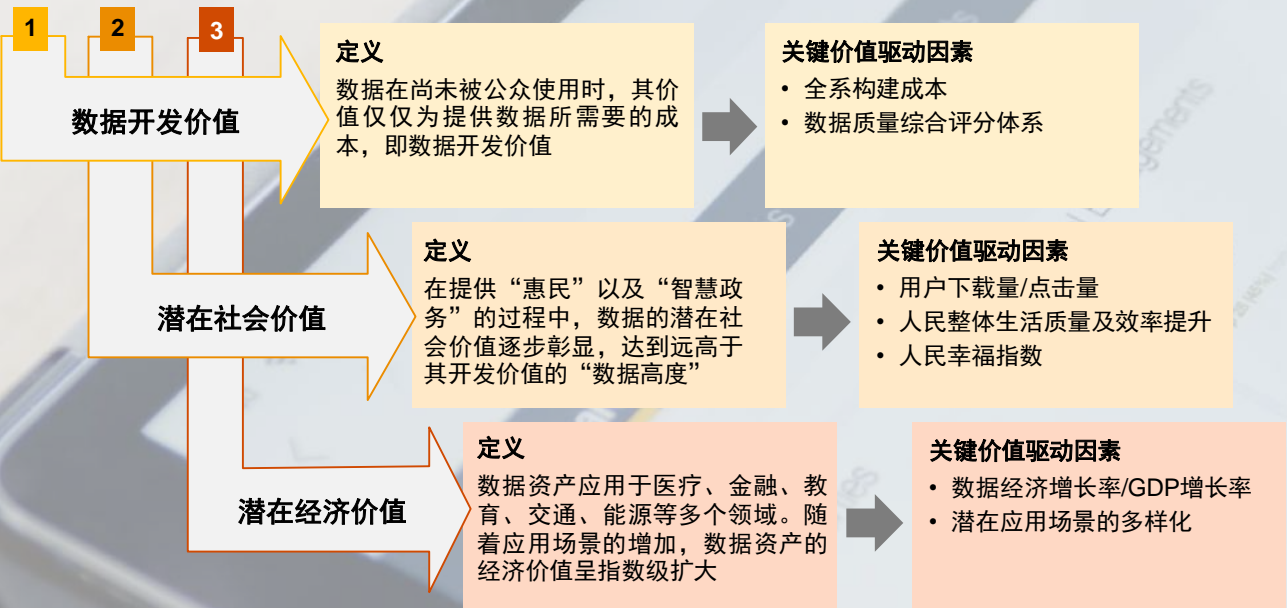 1
2
3
数据开发价值
定义
数据在尚未被公众使用时，其价
值仅仅为提供数据所需要的成
本，即数据开发价值
关键价值驱动因素
• 全系构建成本
• 数据质量综合评分体系
潜在社会价值
定义
在提供“惠民”以及“智慧政
务”的过程中，数据的潜在社
会价值逐步彰显，达到远高于
其开发价值的“数据高度”
关键价值驱动因素
• 用户下载量/点击量
• 人民整体生活质量及效率提升
• 人民幸福指数
潜在经济价值
定义
数据资产应用于医疗、金融、教
育、交通、能源等多个领域。随
着应用场景的增加，数据资产的
经济价值呈指数级扩大
关键价值驱动因素
• 数据经济增长率/GDP增长率
• 潜在应用场景的多样化